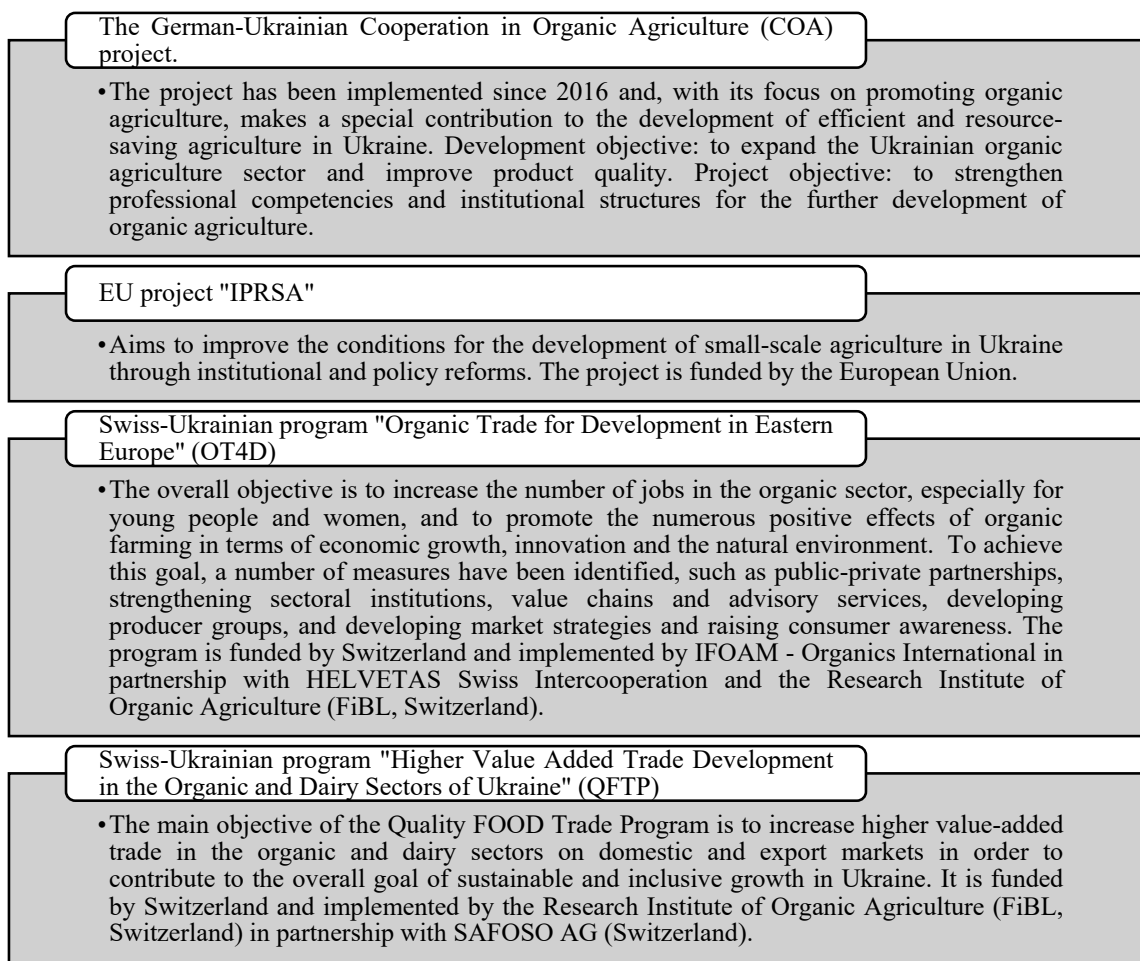 The German-Ukrainian Cooperation in Organic Agriculture (COA)
project.
•The project has been implemented since 2016 and, with its focus on promoting organic
agriculture, makes a special contribution to the development of efficient and resource-
saving agriculture in Ukraine. Development objective: to expand the Ukrainian organic
agriculture sector and improve product quality. Project objective: to strengthen
professional competencies and institutional structures for the further development of
organic agriculture.
EU project "IPRSA"
•Aims to improve the conditions for the development of small-scale agriculture in Ukraine
through institutional and policy reforms. The project is funded by the European Union.
Swiss-Ukrainian program "Organic Trade for Development in Eastern
Europe" (OT4D)
•The overall objective is to increase the number of jobs in the organic sector, especially for
young people and women, and to promote the numerous positive effects of organic
farming in terms of economic growth, innovation and the natural environment. To achieve
this goal, a number of measures have been identified, such as public-private partnerships,
strengthening sectoral institutions, value chains and advisory services, developing
producer groups, and developing market strategies and raising consumer awareness. The
program is funded by Switzerland and implemented by IFOAM - Organics International in
partnership with HELVETAS Swiss Intercooperation and the Research Institute of
Organic Agriculture (FiBL, Switzerland).
Swiss-Ukrainian program "Higher Value Added Trade Development
in the Organic and Dairy Sectors of Ukraine" (QFTP)
•The main objective of the Quality FOOD Trade Program is to increase higher value-added
trade in the organic and dairy sectors on domestic and export markets in order to
contribute to the overall goal of sustainable and inclusive growth in Ukraine. It is funded
by Switzerland and implemented by the Research Institute of Organic Agriculture (FiBL,
Switzerland) in partnership with SAFOSO AG (Switzerland).